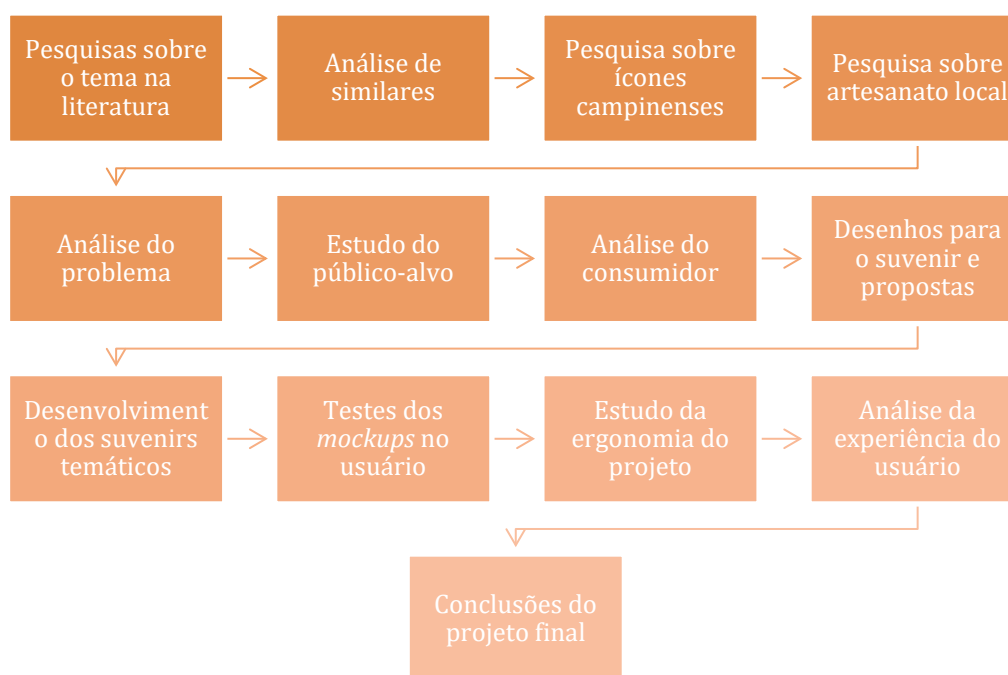 Pesquisas sobre
o tema na
literatura
Análise de
similares
Pesquisa sobre
ícones
campinenses
Pesquisa sobre
artesanato local
Análise do
problema
Estudo do
público-alvo
Análise do
consumidor
Desenhos para
o suvenir e
propostas
Desenvolviment
o dos suvenirs
temáticos
Testes dos
mockups no
usuário
Estudo da
ergonomia do
projeto
Análise da
experiência do
usuário
Conclusões do
projeto final